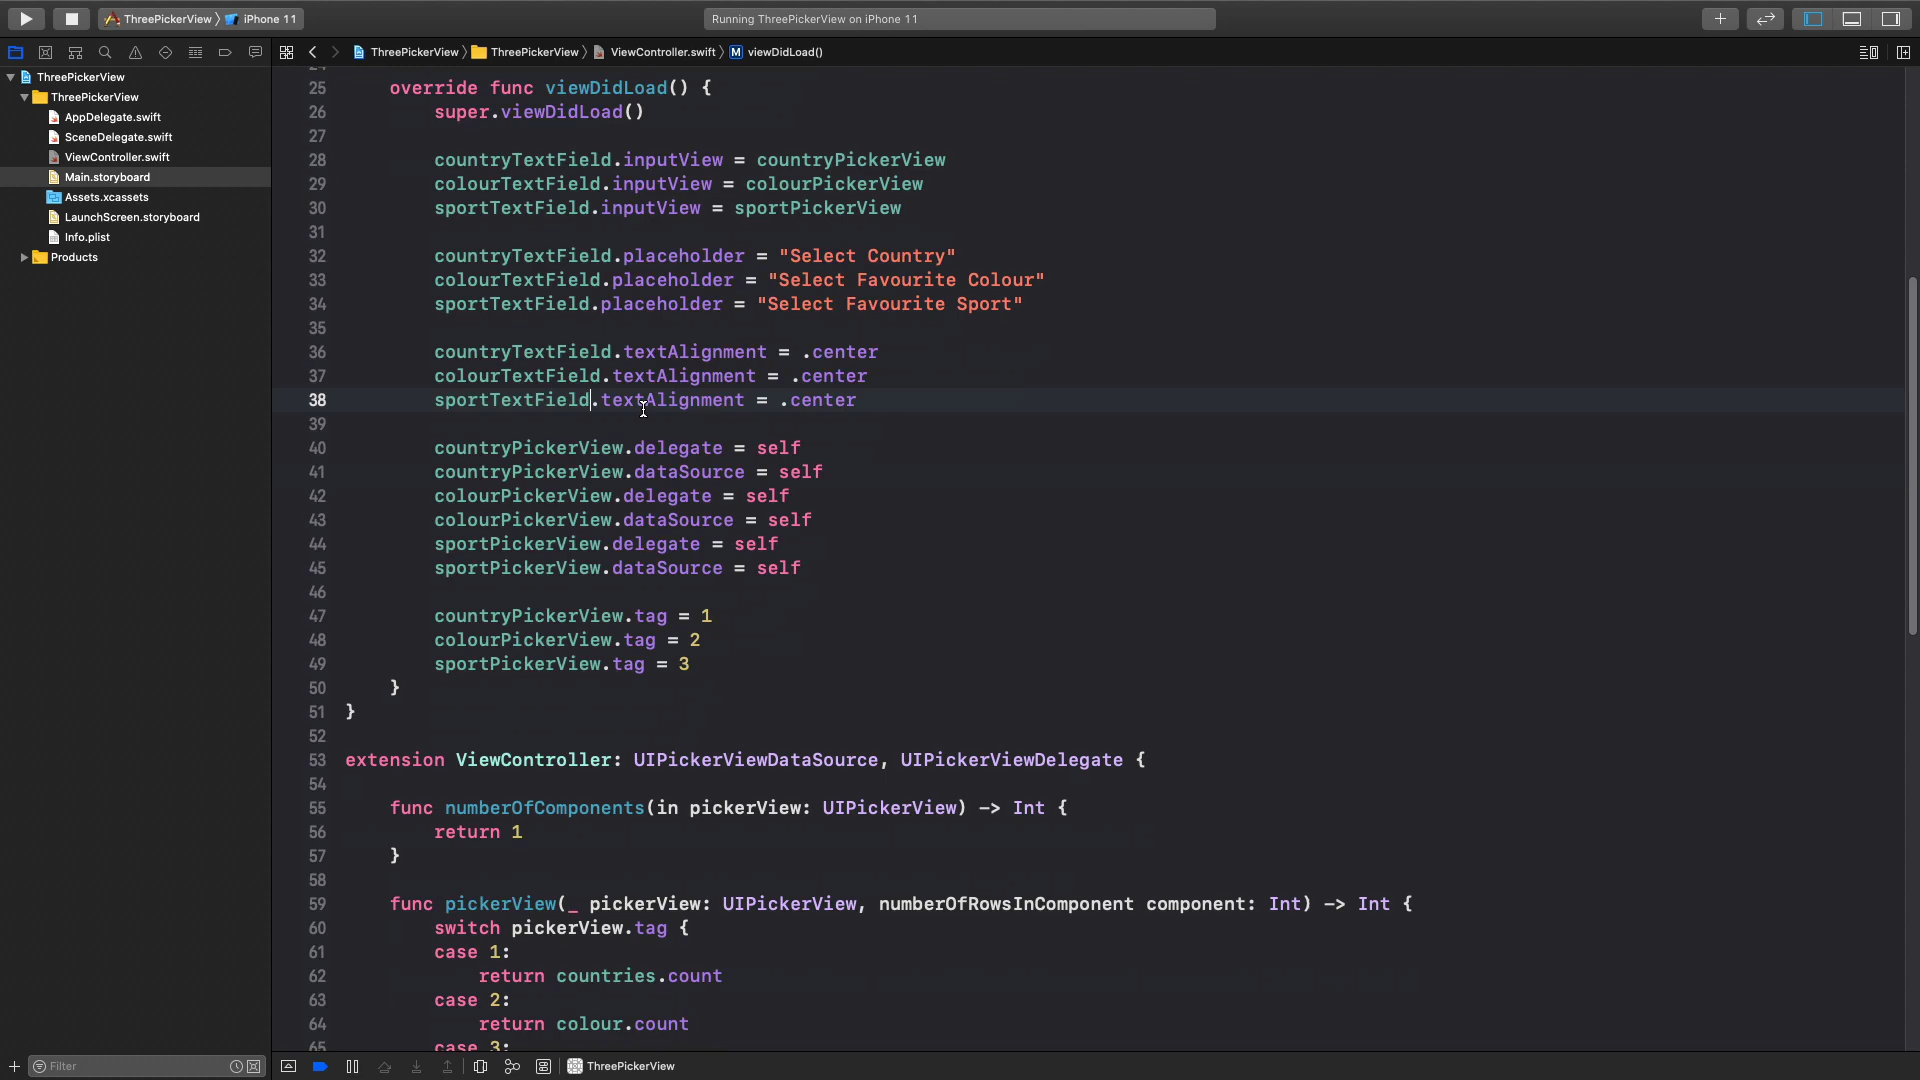 ThreePickerView ⟩ iPhone 11
Running ThreePickerView on iPhone 11
ThreePickerView ⟩ ThreePickerView ⟩ ViewController.swift ⟩ M viewDidLoad()
ThreePickerView
ThreePickerView
AppDelegate.swift
SceneDelegate.swift
ViewController.swift
Main.storyboard
Assets.xcassets
LaunchScreen.storyboard
Info.plist
Products
24
25 override func viewDidLoad() {
26 super.viewDidLoad()
27
28 countryTextField.inputView = countryPickerView
29 colourTextField.inputView = colourPickerView
30 sportTextField.inputView = sportPickerView
31
32 countryTextField.placeholder = "Select Country"
33 colourTextField.placeholder = "Select Favourite Colour"
34 sportTextField.placeholder = "Select Favourite Sport"
35
36 countryTextField.textAlignment = .center
37 colourTextField.textAlignment = .center
38 sportTextField.textAlignment = .center
39
40 countryPickerView.delegate = self
41 countryPickerView.dataSource = self
42 colourPickerView.delegate = self
43 colourPickerView.dataSource = self
44 sportPickerView.delegate = self
45 sportPickerView.dataSource = self
46
47 countryPickerView.tag = 1
48 colourPickerView.tag = 2
49 sportPickerView.tag = 3
50 }
51 }
52
53 extension ViewController: UIPickerViewDataSource, UIPickerViewDelegate {
54
55 func numberOfComponents(in pickerView: UIPickerView) -> Int {
56 return 1
57 }
58
59 func pickerView(_ pickerView: UIPickerView, numberOfRowsInComponent component: Int) -> Int {
60 switch pickerView.tag {
61 case 1:
62 return countries.count
63 case 2:
64 return colour.count
65 case 3:
Filter
ThreePickerView